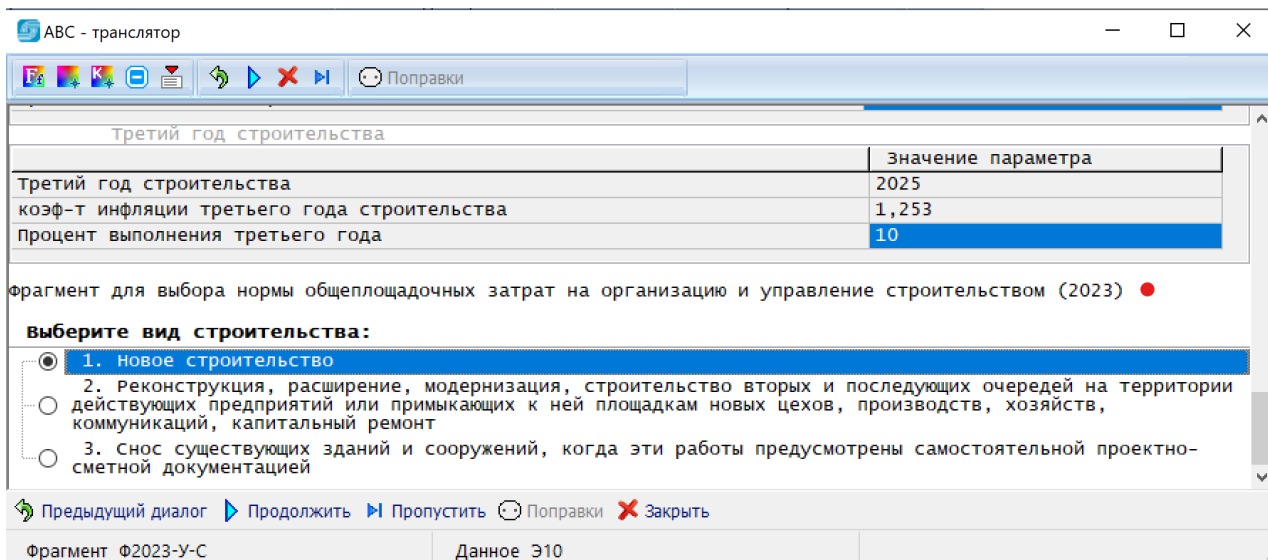 АВС - транслятор
Поправки
Третий год строительства
Значение параметра
Третий год строительства 2025
коэф-т инфляции третьего года строительства 1,253
Процент выполнения третьего года 10
Фрагмент для выбора нормы общеплощадочных затрат на организацию и управление строительством (2023)
Выберите вид строительства:
1. Новое строительство
2. Реконструкция, расширение, модернизация, строительство вторых и последующих очередей на территории
действующих предприятий или примыкающих к ней площадкам новых цехов, производств, хозяйств,
коммуникаций, капитальный ремонт
3. Снос существующих зданий и сооружений, когда эти работы предусмотрены самостоятельной проектно-
сметной документацией
Предыдущий диалог Продолжить Пропустить Поправки Закрыть
Фрагмент Ф2023-У-С Данное Э10